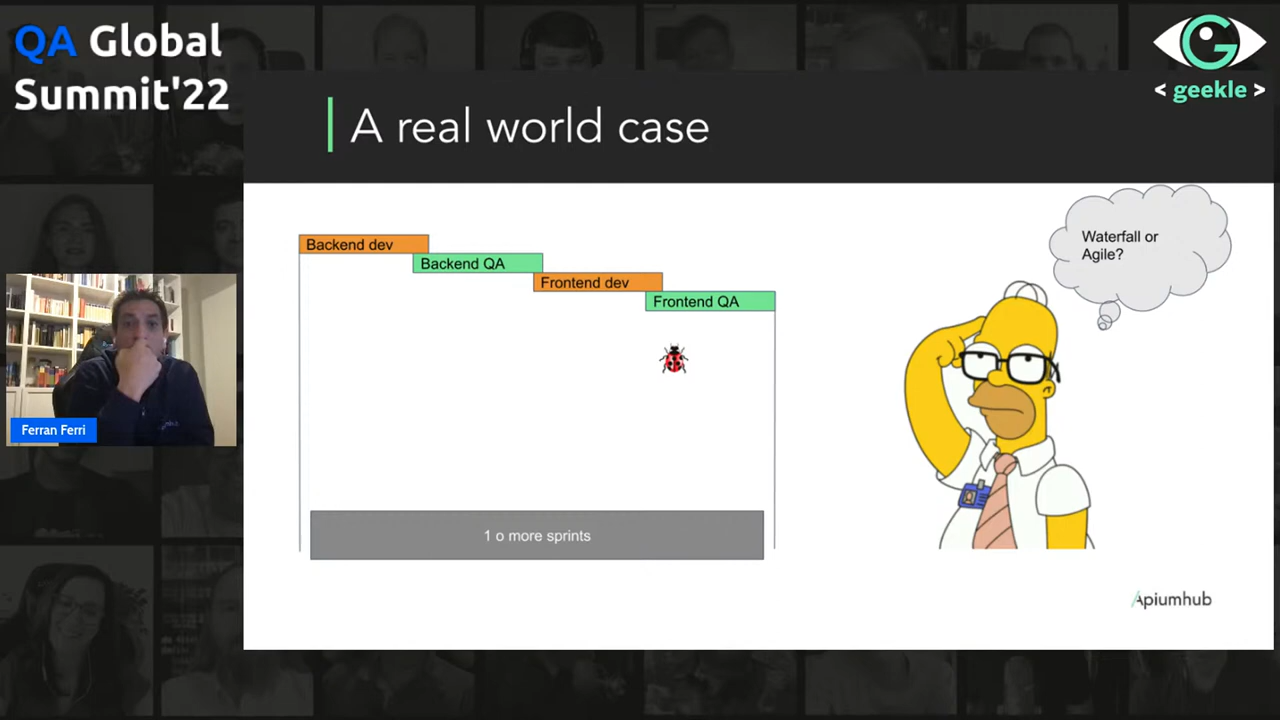 QA Global
Summit'22
< geekle >
A real world case
Backend dev
Backend QA
Frontend dev
Frontend QA
Waterfall or
Agile?
Ferran Ferri
1 o more sprints
Apiumhub